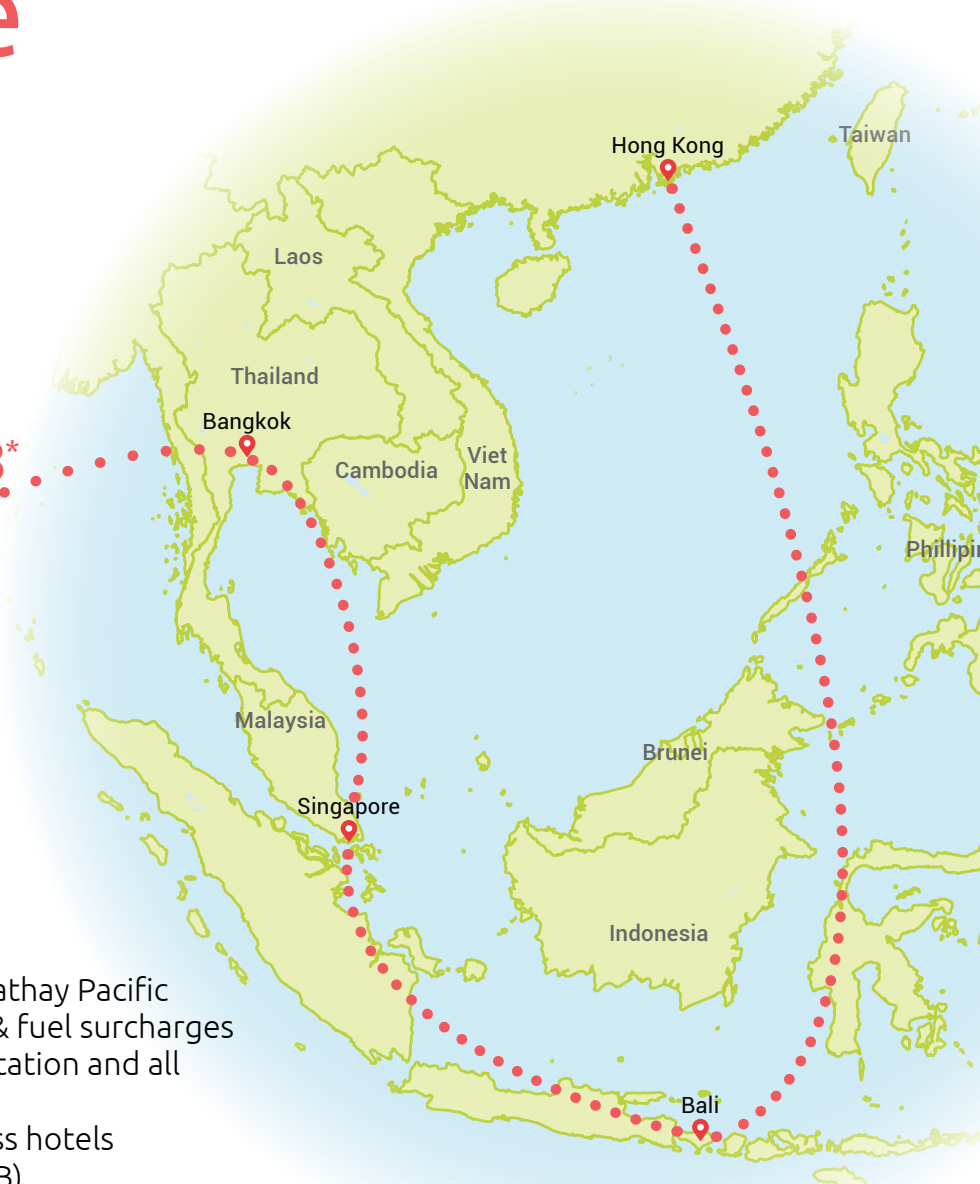 e
Hong Kong
Taiwan
Laos
Thailand
Bangkok
*
Cambodia
Viet
Nam
Phillipin
Malaysia
Brunei
Singapore
Indonesia
athay Pacific
& fuel surcharges
tation and all
Bali
ss hotels
B)